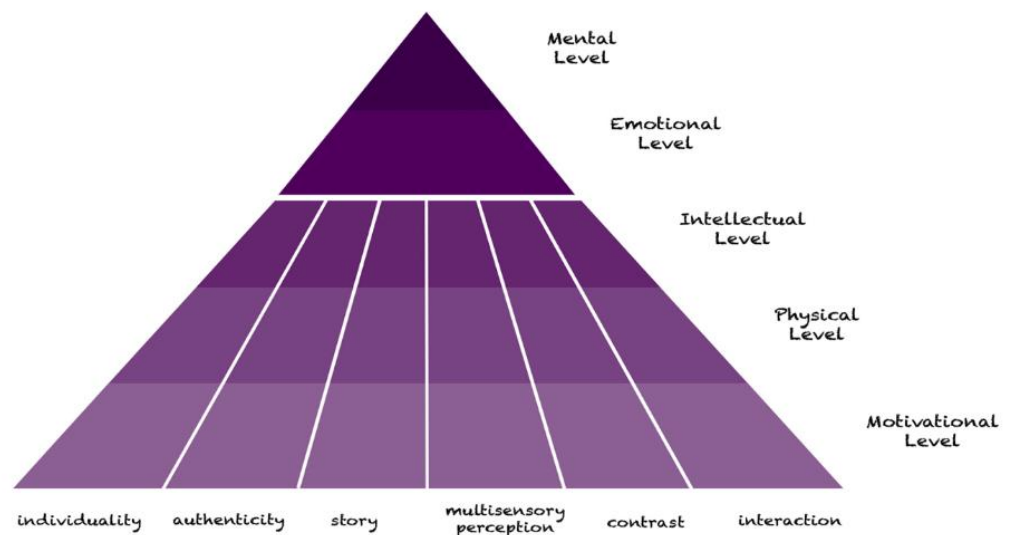 Mental
Level
Emotional
Level
Intellectual
Level
Physical
Level
Motivational
Level
individuality
authenticity
story
multisensory
perception
contrast
interaction